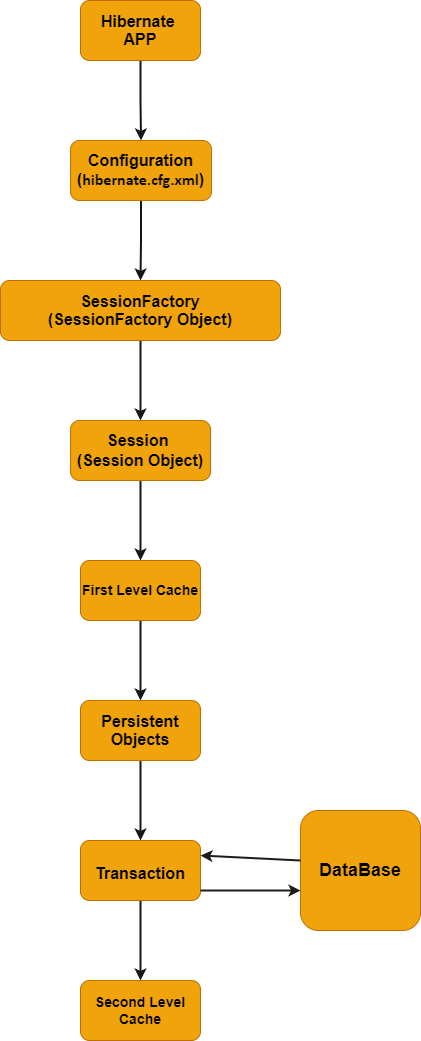 Hibernate
APP
Configuration
(hibernate.cfg.xml)
SessionFactory
(SessionFactory Object)
Session
(Session Object)
First Level Cache
Persistent
Objects
Transaction
DataBase
Second Level
Cache